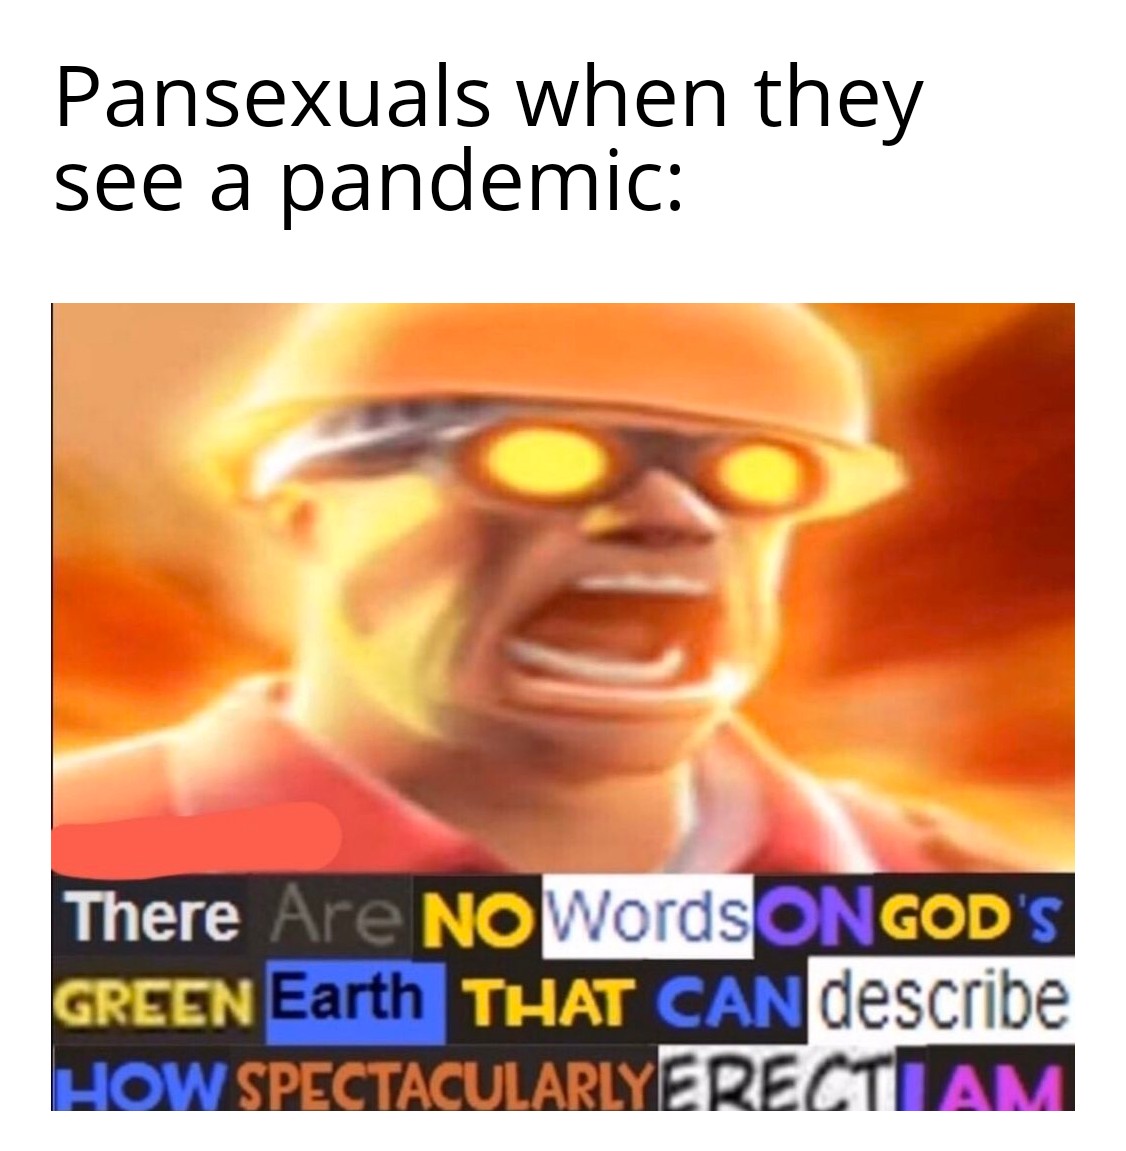 Pansexuals when they
see a pandemic:
There Are NO Words ON GOD'S
GREEN Earth THAT CAN describe
HOW SPECTACULARLY ERECT I AM